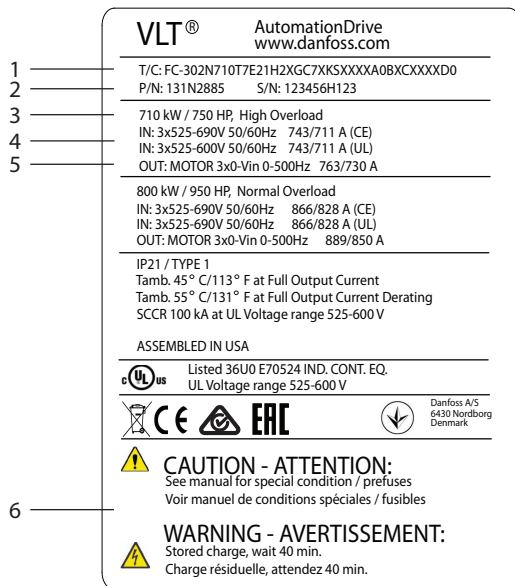 VLT® AutomationDrive
www.danfoss.com
1 T/C: FC-302N710T7E21H2XGC7XKSXXXXA0BXCXXXXD0
2 P/N: 131N2885 S/N: 123456H123
3 710 kW / 750 HP, High Overload
4 IN: 3x525-690V 50/60Hz 743/711 A (CE)
IN: 3x525-600V 50/60Hz 743/711 A (UL)
5 OUT: MOTOR 3x0-Vin 0-500Hz 763/730 A
800 kW / 950 HP, Normal Overload
IN: 3x525-690V 50/60Hz 866/828 A (CE)
IN: 3x525-690V 50/60Hz 866/828 A (UL)
OUT: MOTOR 3x0-Vin 0-500Hz 889/850 A
IP21 / TYPE 1
Tamb. 45° C/113° F at Full Output Current
Tamb. 55° C/131° F at Full Output Current Derating
SCCR 100 kA at UL Voltage range 525-600 V
ASSEMBLED IN USA
c UL us Listed 36U0 E70524 IND. CONT. EQ.
UL Voltage range 525-600 V
CE EAC
Danfoss A/S
6430 Nordborg
Denmark
CAUTION - ATTENTION:
See manual for special condition / prefuses
Voir manuel de conditions spéciales / fusibles
6
WARNING - AVERTISSEMENT:
Stored charge, wait 40 min.
Charge résiduelle, attendez 40 min.